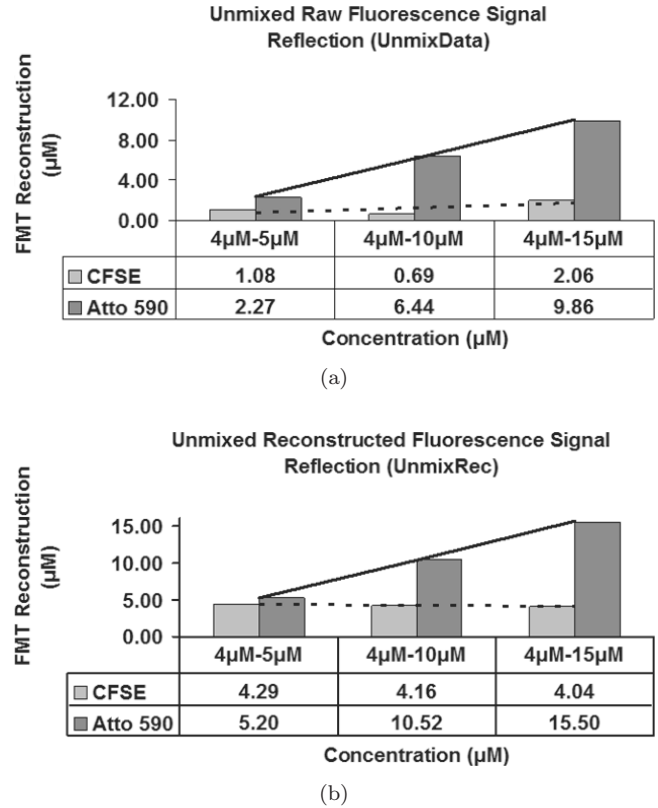 Unmixed Raw Fluorescence Signal
Reflection (UnmixData)
FMT Reconstruction
(µM)
12.00
8.00
4.00
0.00
4µM-5µM 4µM-10µM 4µM-15µM
CFSE 1.08 0.69 2.06
Atto 590 2.27 6.44 9.86
Concentration (µM)
(a)
Unmixed Reconstructed Fluorescence Signal
Reflection (UnmixRec)
FMT Reconstruction
(µM)
15.00
10.00
5.00
0.00
4µM-5µM 4µM-10µM 4µM-15µM
CFSE 4.29 4.16 4.04
Atto 590 5.20 10.52 15.50
Concentration (µM)
(b)